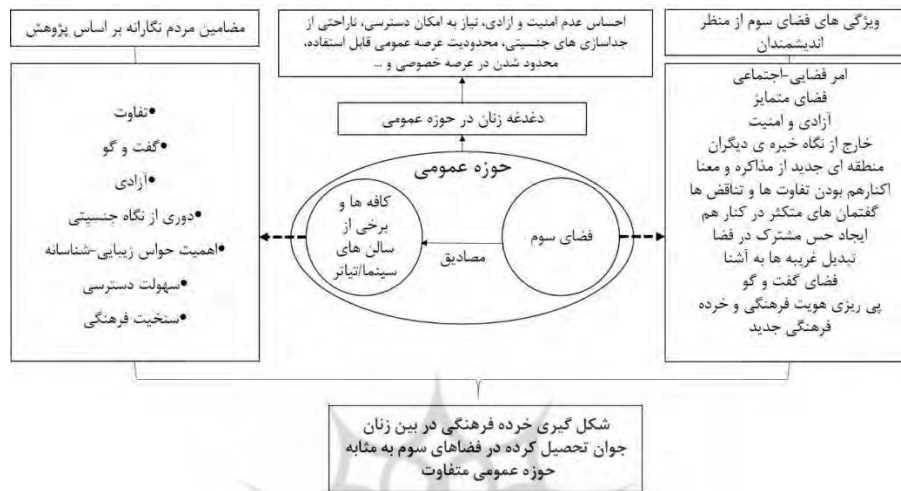 ویژگی های فضای سوم از منظر
اندیشمندان
امر فضایی-اجتماعی
فضای متمایز
آزادی و امنیت
خارج از نگاه خیره ی دیگران
منطقه ای جدید از مذاکره و معنا
اکنارهم بودن تفاوت ها و تناقض ها
گفتمان های متکثر در کنار هم
ایجاد حس مشترک در فضا
تبدیل غریبه ها به آشنا
فضای گفت و گو
پی ریزی هویت فرهنگی و خرده
فرهنگی جدید
احساس عدم امنیت و ازادی، نیاز به امکان دسترسی، ناراحتی از
جداسازی های جنسیتی، محدودیت عرصه عمومی قابل استفاده،
محدود شدن در عرصه خصوصی و ...
دغدغه زنان در حوزه عمومی
حوزه عمومی
فضای سوم
مصادیق
کافه ها و
برخی از
سالن های
سینما/تیاتر
مضامین مردم نگارانه بر اساس پژوهش
•تفاوت
•گفت و گو
•آزادی
•دوری از نگاه جنسیتی
•اهمیت حواس زیبایی-شناسانه
•سهولت دسترسی
•سنخیت فرهنگی
شکل گیری خرده فرهنگی در بین زنان
جوان تحصیل کرده در فضاهای سوم به مثابه
حوزه عمومی متفاوت